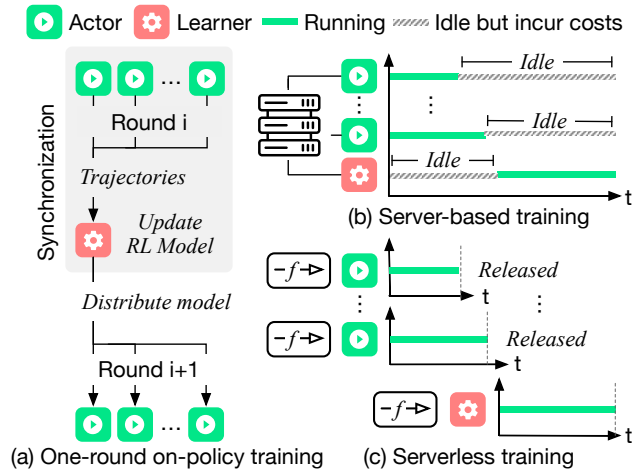 Actor Learner Running Idle but incur costs
Synchronization
...
Round i
Trajectories
Update
RL Model
Distribute model
Round i+1
...
(a) One-round on-policy training
Idle
...
...
Idle
Idle
t
(b) Server-based training
f
Released
t
...
...
f
Released
t
f
t
(c) Serverless training